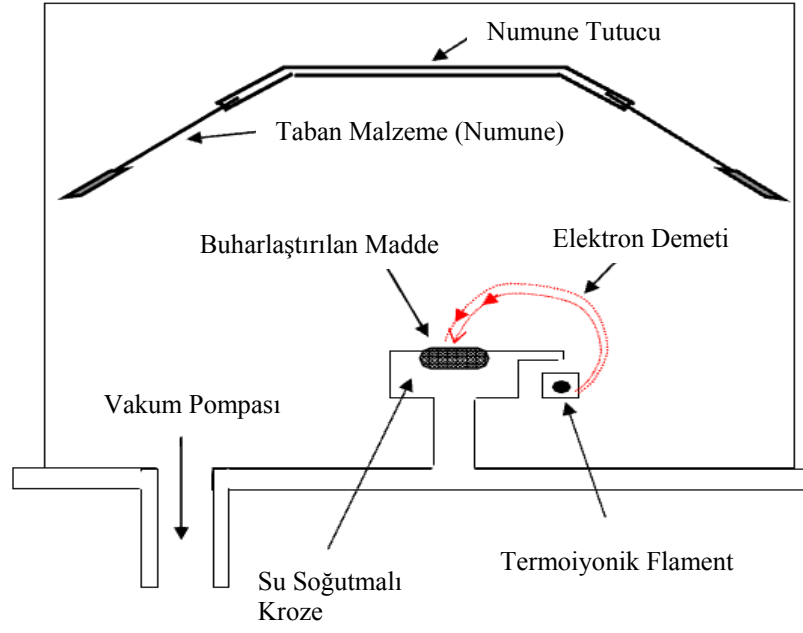 Numune Tutucu
Taban Malzeme (Numune)
Buharlaştırılan Madde
Elektron Demeti
Vakum Pompası
Su Soğutmalı
Kroze
Termoiyonik Flament